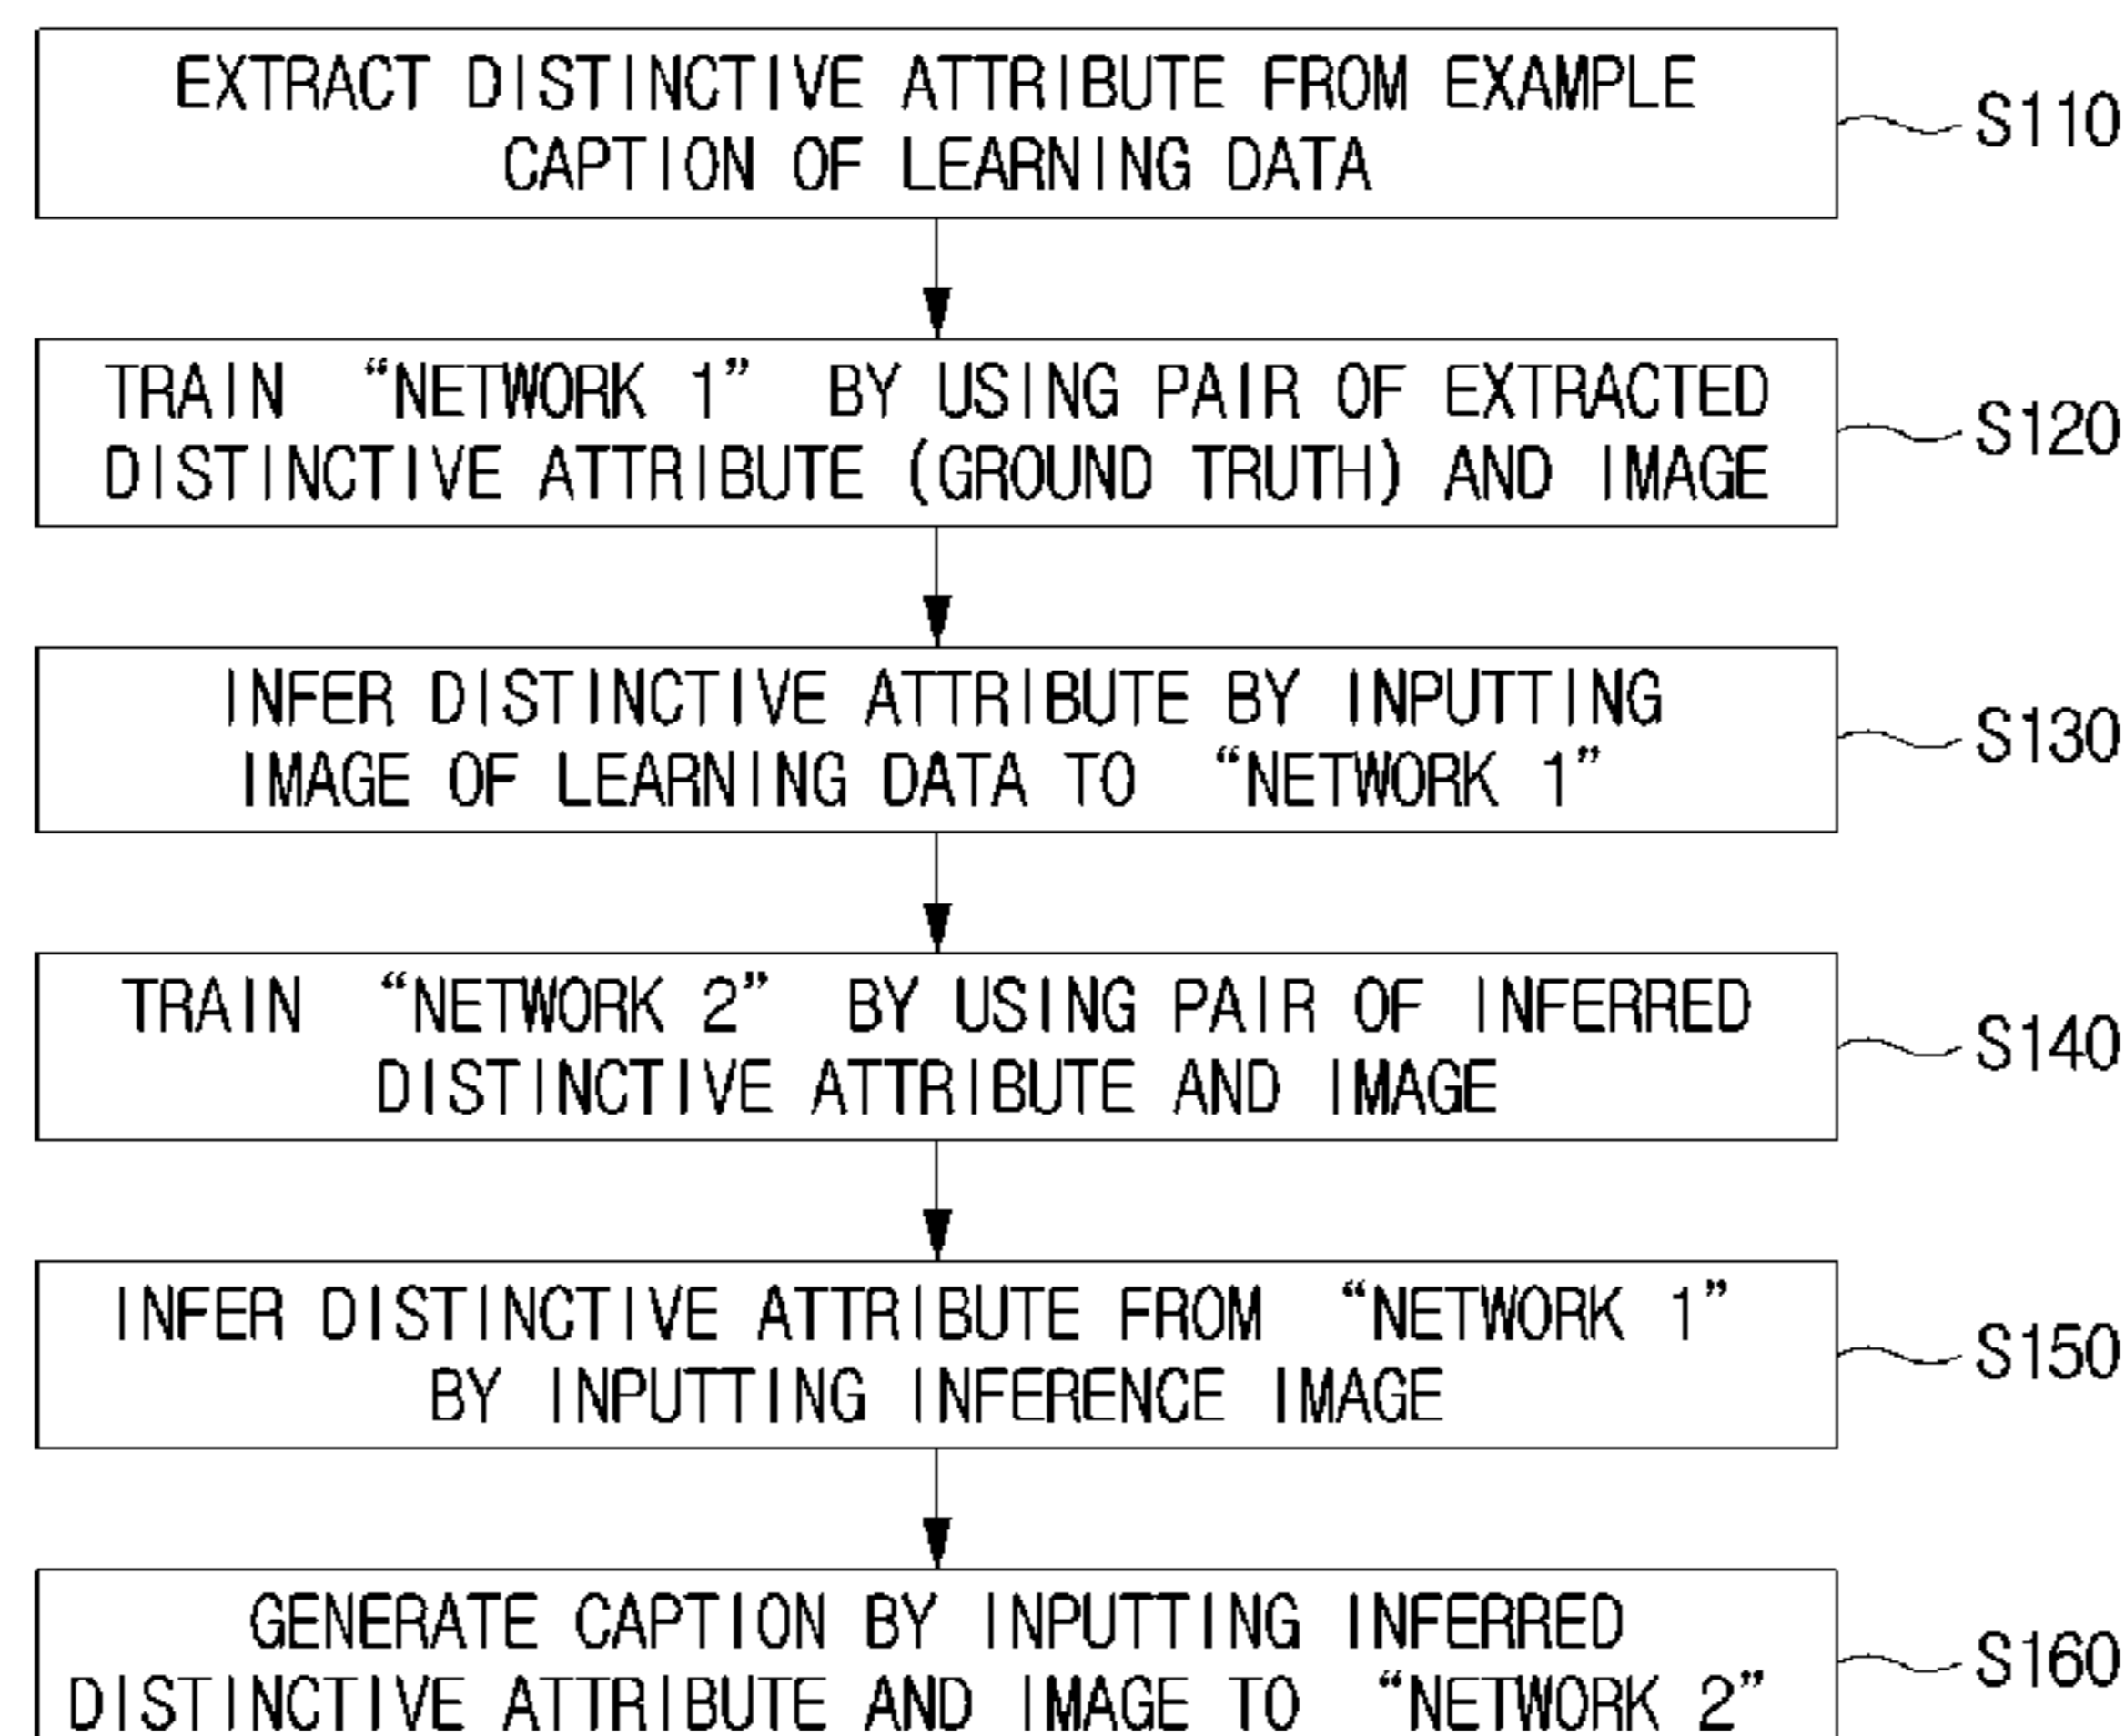 EXTRACT DISTINCTIVE ATTRIBUTE FROM EXAMPLE
CAPTION OF LEARNING DATA
S110
TRAIN “NETWORK 1” BY USING PAIR OF EXTRACTED
DISTINCTIVE ATTRIBUTE (GROUND TRUTH) AND IMAGE
S120
INFER DISTINCTIVE ATTRIBUTE BY INPUTTING
IMAGE OF LEARNING DATA TO “NETWORK 1”
S130
TRAIN “NETWORK 2” BY USING PAIR OF INFERRED
DISTINCTIVE ATTRIBUTE AND IMAGE
S140
INFER DISTINCTIVE ATTRIBUTE FROM “NETWORK 1”
BY INPUTTING INFERENCE IMAGE
S150
GENERATE CAPTION BY INPUTTING INFERRED
DISTINCTIVE ATTRIBUTE AND IMAGE TO “NETWORK 2”
S160